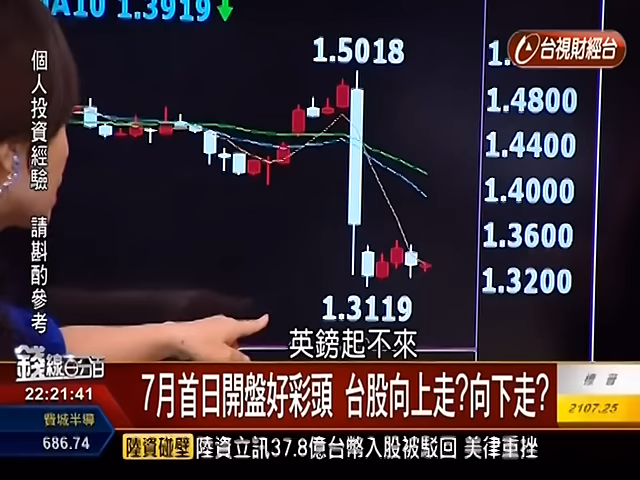 MA10 1.3919↓
台視財經台
1.5018
1.4800
1.4400
1.4000
1.3600
1.3200
1.3119
個人投資經驗 請斟酌參考
英鎊起不來
錢線百分百
22:21:41
7月首日開盤好彩頭 台股向上走?向下走?
費城半導
686.74
2107.25
陸資碰壁 陸資立訊37.8億台幣入股被駁回 美律重挫